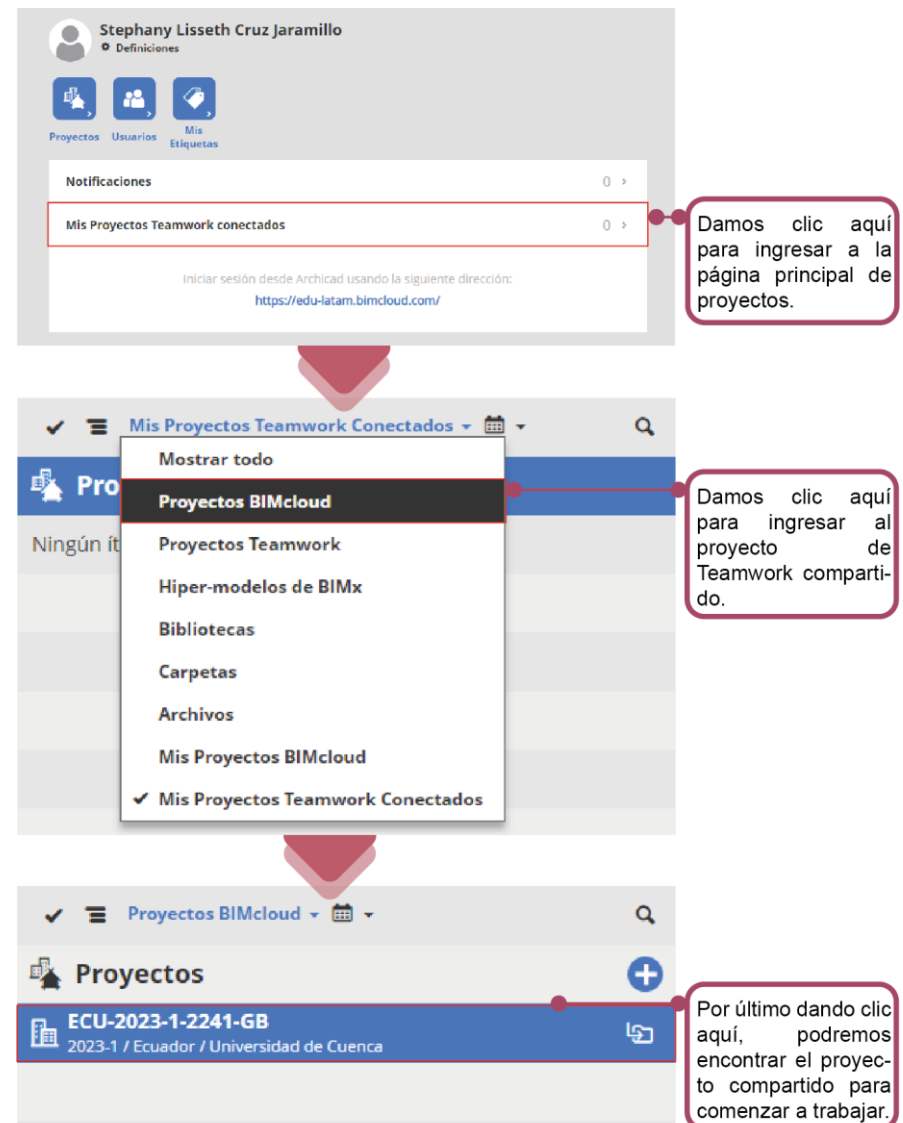 Stephany Lisseth Cruz Jaramillo
Definiciones
Proyectos
Usuarios
Mis
Etiquetas
Notificaciones 0
Mis Proyectos Teamwork conectados 0
Iniciar sesión desde Archicad usando la siguiente dirección:
https://edu-latam.bimcloud.com/
Damos clic aquí
para ingresar a la
página principal de
proyectos.
Mis Proyectos Teamwork Conectados
Pro
Ningún ít
Mostrar todo
Proyectos BIMcloud
Proyectos Teamwork
Hiper-modelos de BIMx
Bibliotecas
Carpetas
Archivos
Mis Proyectos BIMcloud
Mis Proyectos Teamwork Conectados
Damos clic aquí
para ingresar al
proyecto de
Teamwork comparti-
do.
Proyectos BIMcloud
Proyectos
ECU-2023-1-2241-GB
2023-1 / Ecuador / Universidad de Cuenca
Por último dando clic
aquí, podremos
encontrar el proyec-
to compartido para
comenzar a trabajar.